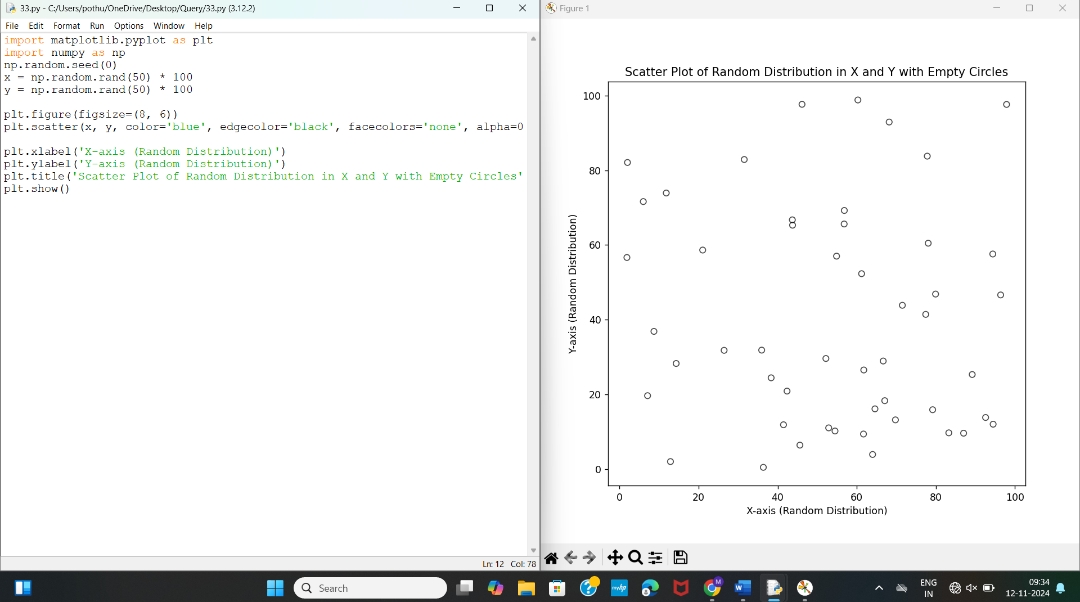 33.py - C:/Users/pothu/OneDrive/Desktop/Query/33.py (3.12.2)
File Edit Format Run Options Window Help
import matplotlib.pyplot as plt
import numpy as np
np.random.seed(0)
x = np.random.rand(50) * 100
y = np.random.rand(50) * 100
plt.figure(figsize=(8, 6))
plt.scatter(x, y, color='blue', edgecolor='black', facecolors='none', alpha=0
plt.xlabel('X-axis (Random Distribution)')
plt.ylabel('Y-axis (Random Distribution)')
plt.title('Scatter Plot of Random Distribution in X and Y with Empty Circles'
plt.show()
Ln: 12 Col: 78
Figure 1
Scatter Plot of Random Distribution in X and Y with Empty Circles
Y-axis (Random Distribution)
100
80
60
40
20
0
0 20 40 60 80 100
X-axis (Random Distribution)
Search
ENG
IN
09:34
12-11-2024